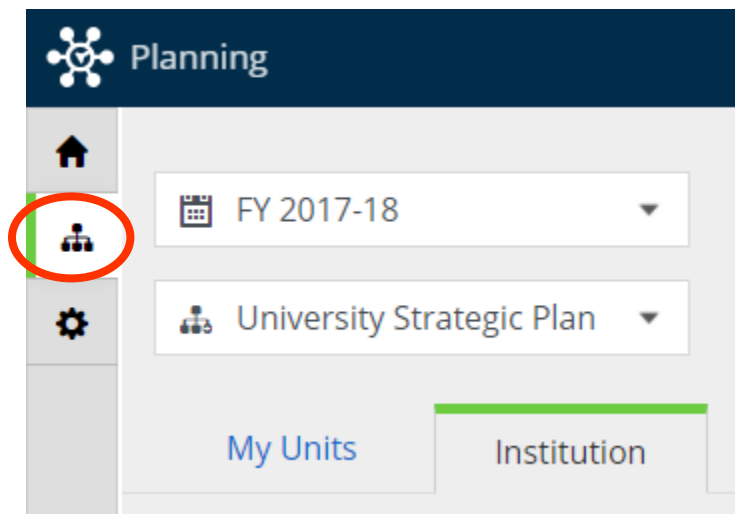 Planning
FY 2017-18
University Strategic Plan
My Units
Institution